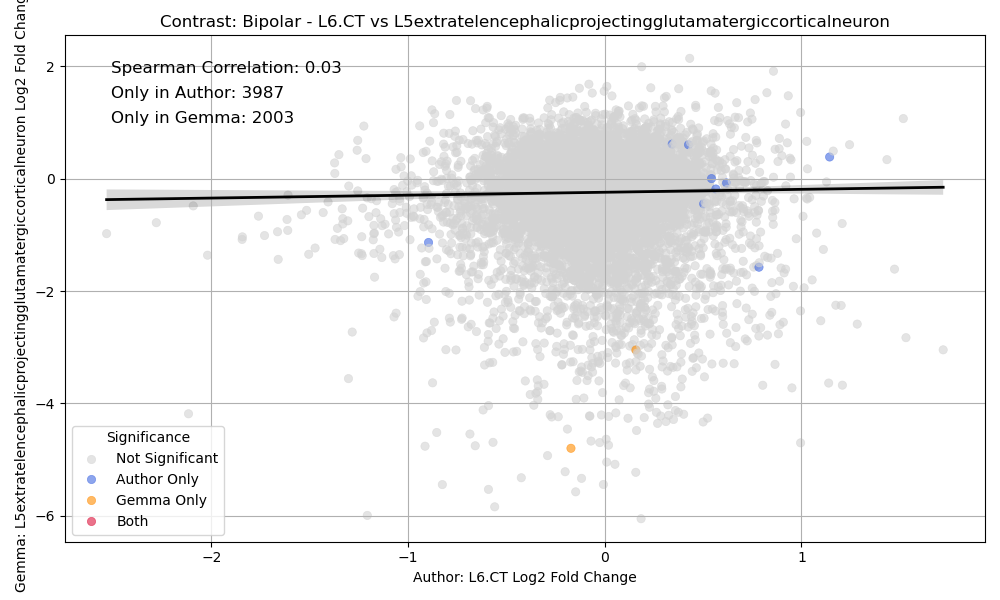 Contrast: Bipolar - L6.CT vs L5extratelencephalicprojectingglutamatergiccorticalneuron
Gemma: L5extratelencephalicprojectingglutamatergiccorticalneuron Log2 Fold Chang
Spearman Correlation: 0.03
Only in Author: 3987
Only in Gemma: 2003
2
0
−2
−4
−6
Significance
Not Significant
Author Only
Gemma Only
Both
−2 −1 0 1
Author: L6.CT Log2 Fold Change